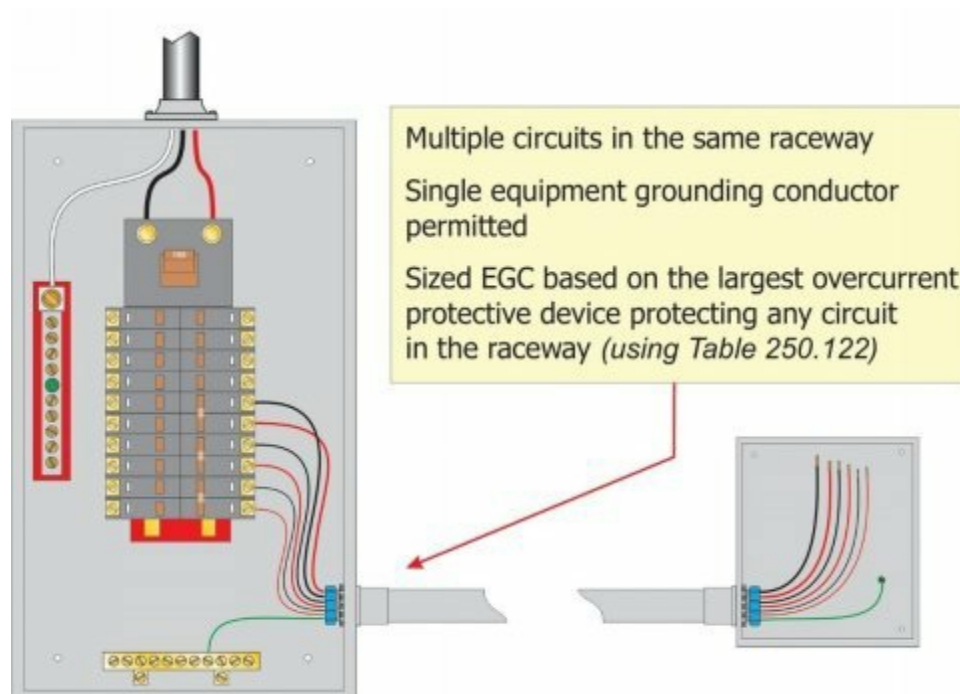 Multiple circuits in the same raceway
Single equipment grounding conductor
permitted
Sized EGC based on the largest overcurrent
protective device protecting any circuit
in the raceway (using Table 250.122)